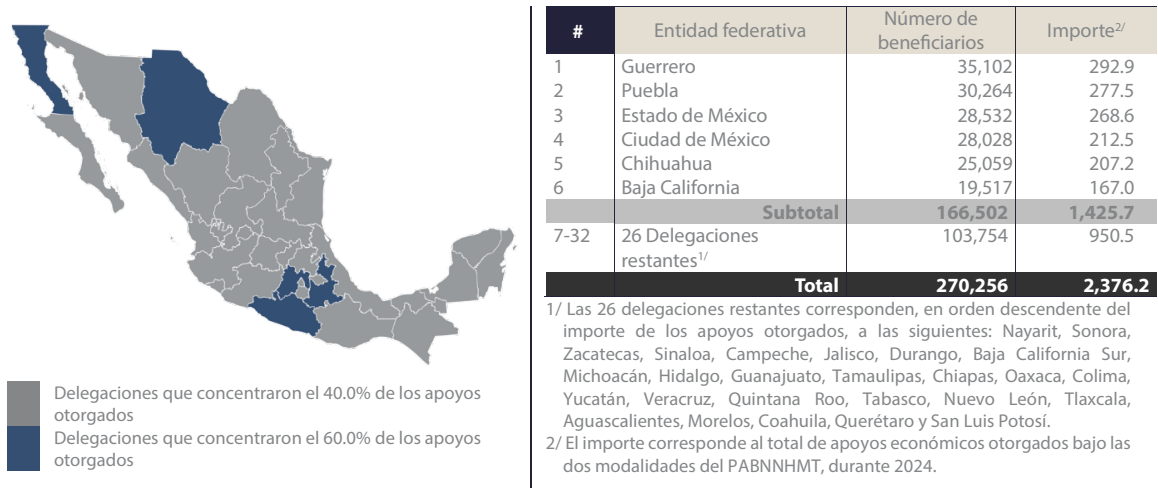 Delegaciones que concentraron el 40.0% de los apoyos
otorgados
Delegaciones que concentraron el 60.0% de los apoyos
otorgados
# Entidad federativa Número de beneficiarios Importe2/
1 Guerrero 35,102 292.9
2 Puebla 30,264 277.5
3 Estado de México 28,532 268.6
4 Ciudad de México 28,028 212.5
5 Chihuahua 25,059 207.2
6 Baja California 19,517 167.0
Subtotal 166,502 1,425.7
7-32 26 Delegaciones 103,754 950.5
restantes1/
Total 270,256 2,376.2
1/ Las 26 delegaciones restantes corresponden, en orden descendente del
importe de los apoyos otorgados, a las siguientes: Nayarit, Sonora,
Zacatecas, Sinaloa, Campeche, Jalisco, Durango, Baja California Sur,
Michoacán, Hidalgo, Guanajuato, Tamaulipas, Chiapas, Oaxaca, Colima,
Yucatán, Veracruz, Quintana Roo, Tabasco, Nuevo León, Tlaxcala,
Aguascalientes, Morelos, Coahuila, Querétaro y San Luis Potosí.
2/ El importe corresponde al total de apoyos económicos otorgados bajo las
dos modalidades del PABNNHMT, durante 2024.